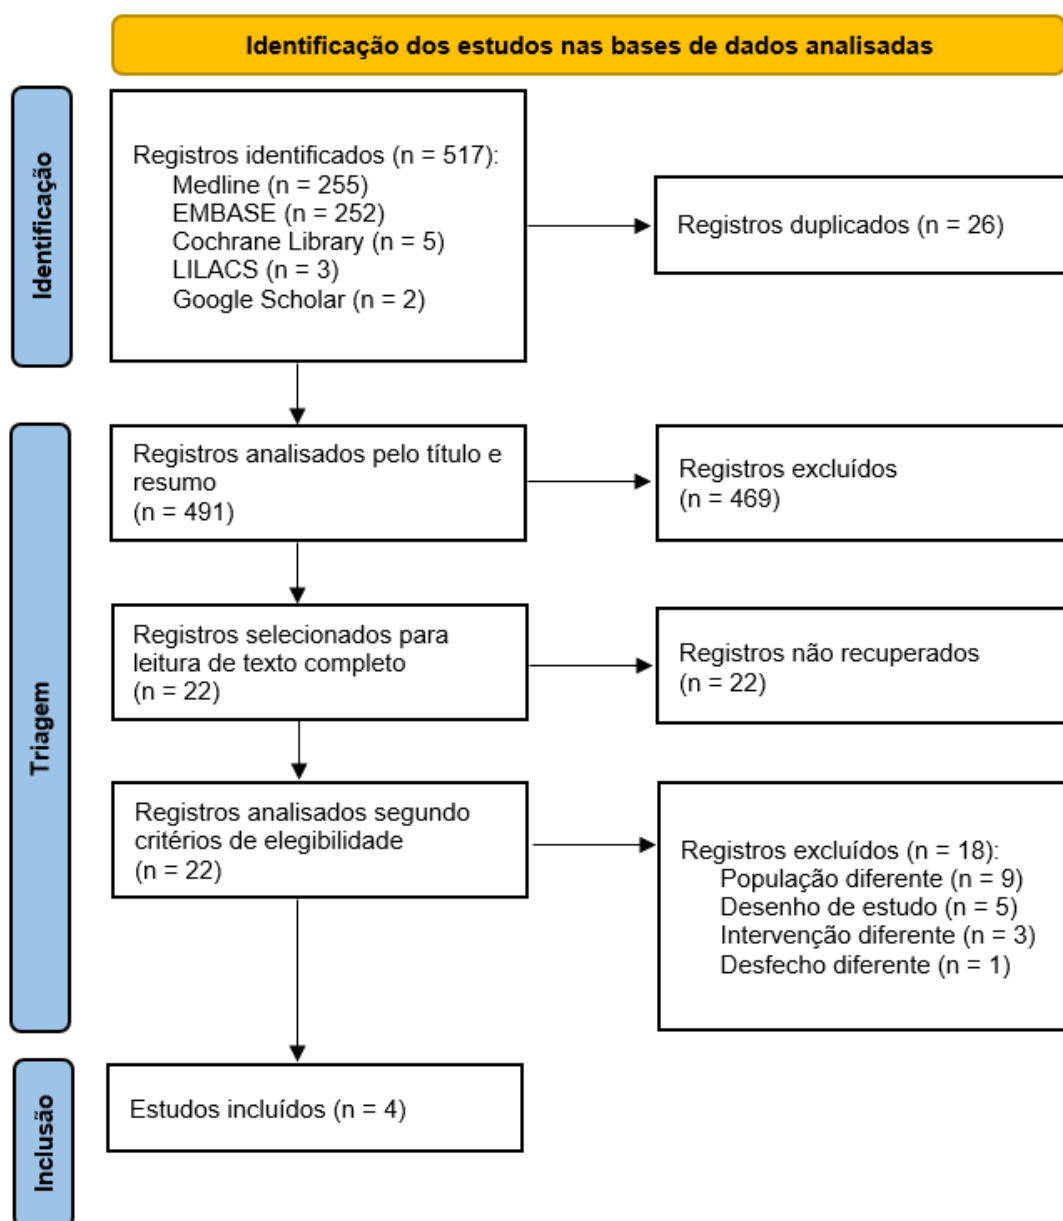 Identificação dos estudos nas bases de dados analisadas
Identificação
Registros identificados (n = 517):
Medline (n = 255)
EMBASE (n = 252)
Cochrane Library (n = 5)
LILACS (n = 3)
Google Scholar (n = 2)
Registros duplicados (n = 26)
Triagem
Registros analisados pelo título e
resumo
(n = 491)
Registros excluídos
(n = 469)
Registros selecionados para
leitura de texto completo
(n = 22)
Registros não recuperados
(n = 22)
Registros analisados segundo
critérios de elegibilidade
(n = 22)
Registros excluídos (n = 18):
População diferente (n = 9)
Desenho de estudo (n = 5)
Intervenção diferente (n = 3)
Desfecho diferente (n = 1)
Inclusão
Estudos incluídos (n = 4)